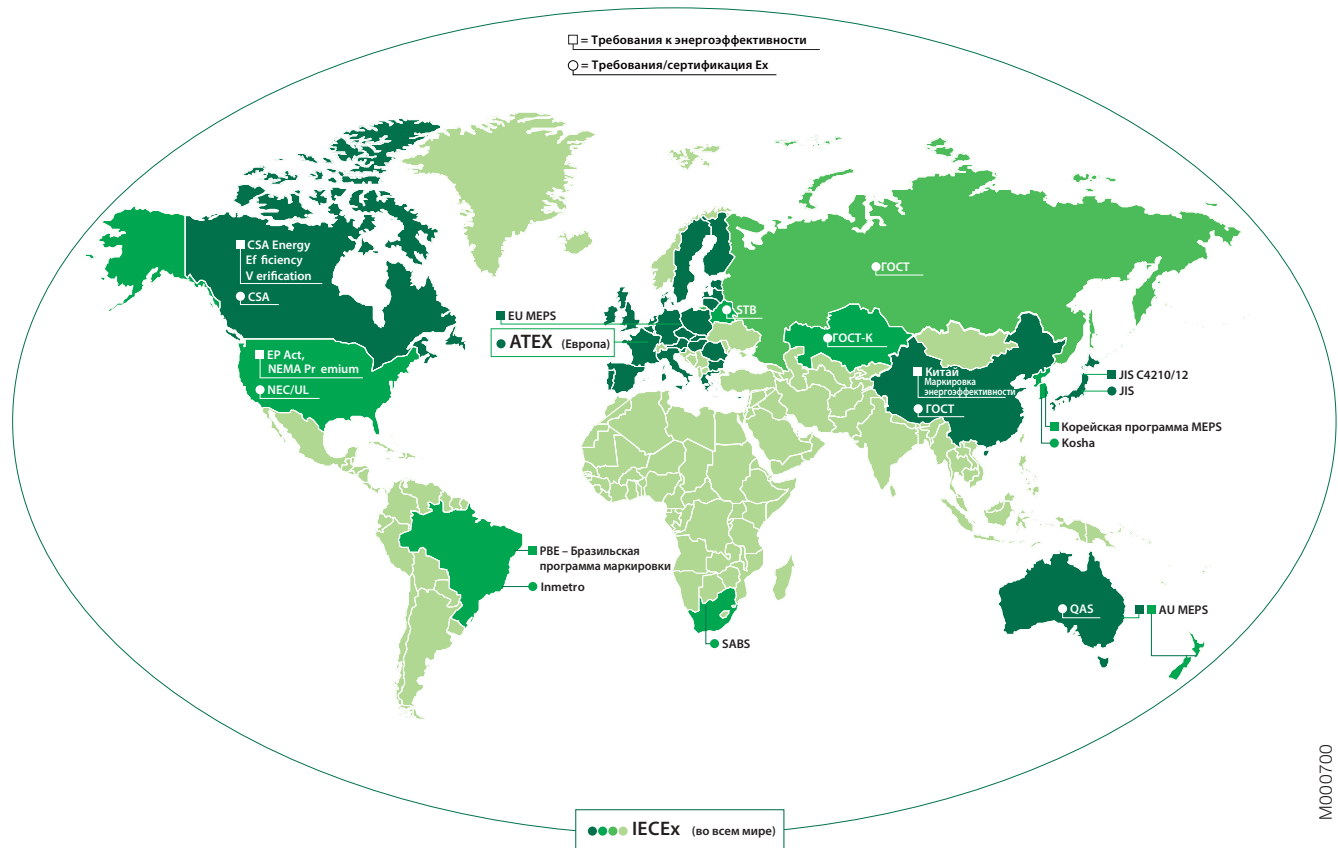 = Требования к энергоэффективности
= Требования/сертификация Ex
CSA Energy
Ef ficiency
V erification
CSA
EP Act,
NEMA Pr emium
NEC/UL
EU MEPS
ATEX (Европа)
STB
ГОСТ
ГОСТ-К
Китай
Маркировка
энергоэффективности
ГОСТ
JIS C4210/12
JIS
Корейская программа MEPS
Kosha
PBE – Бразильская
программа маркировки
Inmetro
SABS
QAS
AU MEPS
IECEx (во всем мире)
M000700